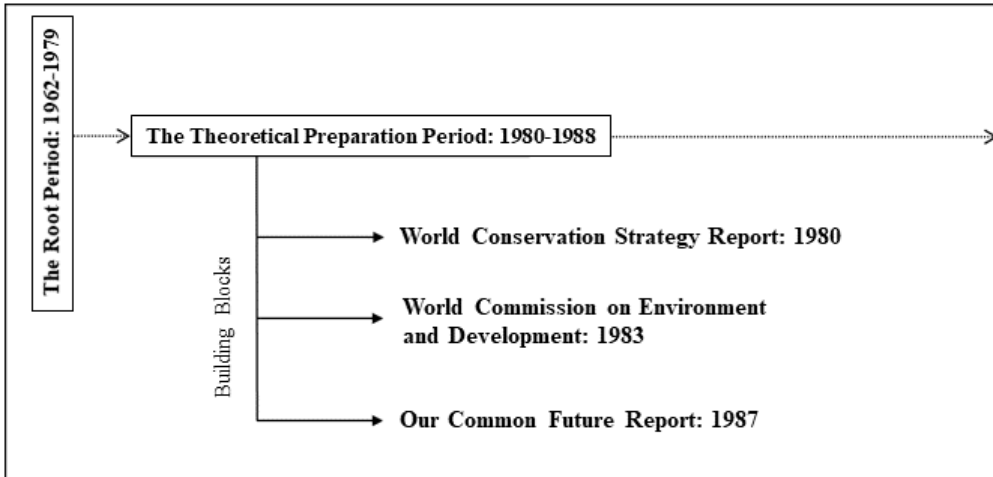 The Root Period: 1962-1979
The Theoretical Preparation Period: 1980-1988
Building Blocks
World Conservation Strategy Report: 1980
World Commission on Environment
and Development: 1983
Our Common Future Report: 1987